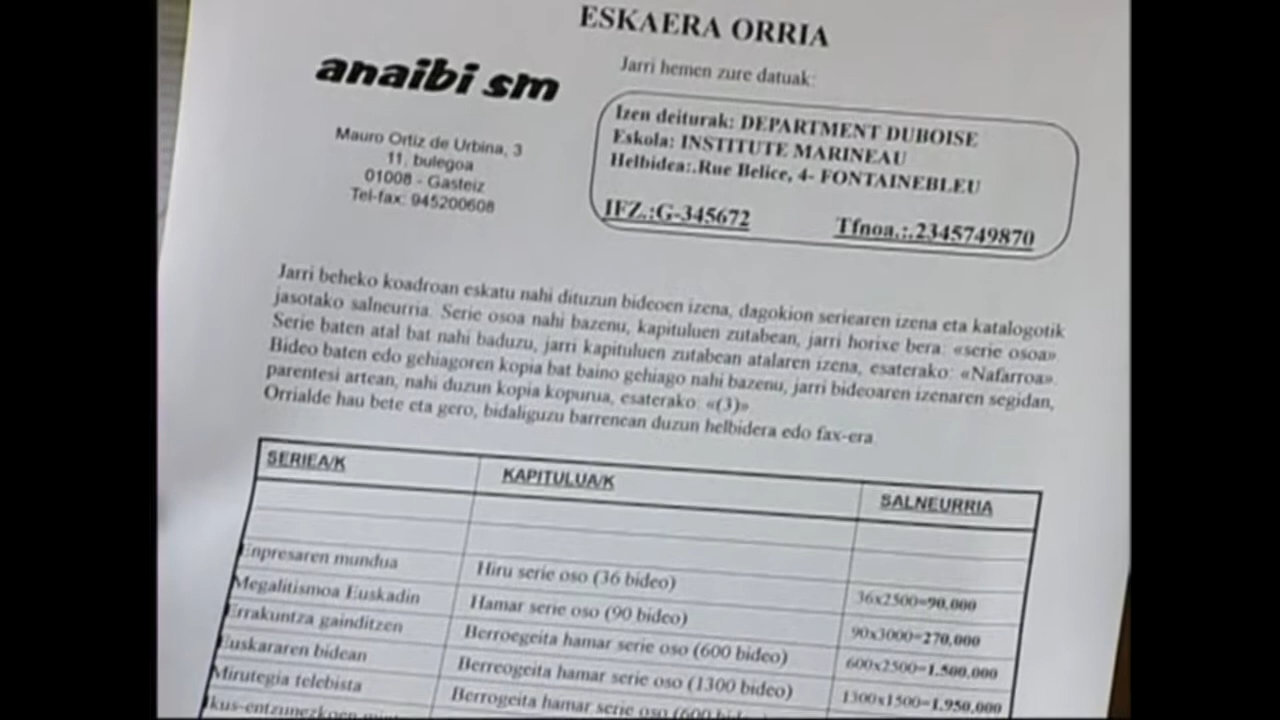 ESKAERA ORRIA
anaibi sm
Mauro Ortiz de Urbina, 3
11. bulegoa
01008 - Gasteiz
Tel-fax: 945200608
Jarri hemen zure datuak:
Izen deiturak: DEPARTMENT DUBOISE
Eskola: INSTITUTE MARINEAU
Helbidea:.Rue Belice, 4- FONTAINEBLEU
IFZ.:G-345672 Tfnoa.:.2345749870
Jarri beheko koadroan eskatu nahi dituzun bideoen izena, dagokion seriearen izena eta katalogotik
jasotako salneurria. Serie osoa nahi bazenu, kapituluen zutabean, jarri horixe bera: «serie osoa».
Serie baten atal bat nahi baduzu, jarri kapituluen zutabean atalaren izena, esaterako: «Nafarroa».
Bideo baten edo gehiagoren kopia bat baino gehiago nahi bazenu, jarri bideoaren izenaren segidan,
parentesi artean, nahi duzun kopia kopurua, esaterako: «(3)»
Orrialde hau bete eta gero, bidaliguzu barrenean duzun helbidera edo fax-era
SERIEA/K KAPITULUA/K SALNEURRIA
Enpresaren mundua Hiru serie oso (36 bideo) 36x2500=90.000
Megalitismoa Euskadin Hamar serie oso (90 bideo) 90x3000=270.000
Errakuntza gainditzen Berroegeita hamar serie oso (600 bideo) 600x2500=1.500.000
Euskararen bidean Berreogeita hamar serie oso (1300 bideo) 1300x1500=1.950.000
Mirutegia telebista Berrogeita hamar serie oso (600